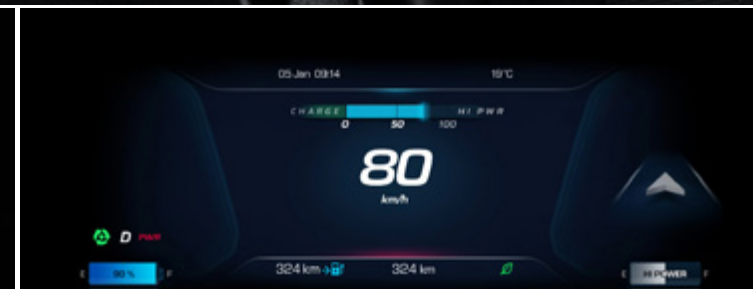 05 Jan 09:14 19°C
CHARGE HI PWR
0 50 100
80
km/h
D PWR
E 90 % F
324 km 324 km
E HI POWER F